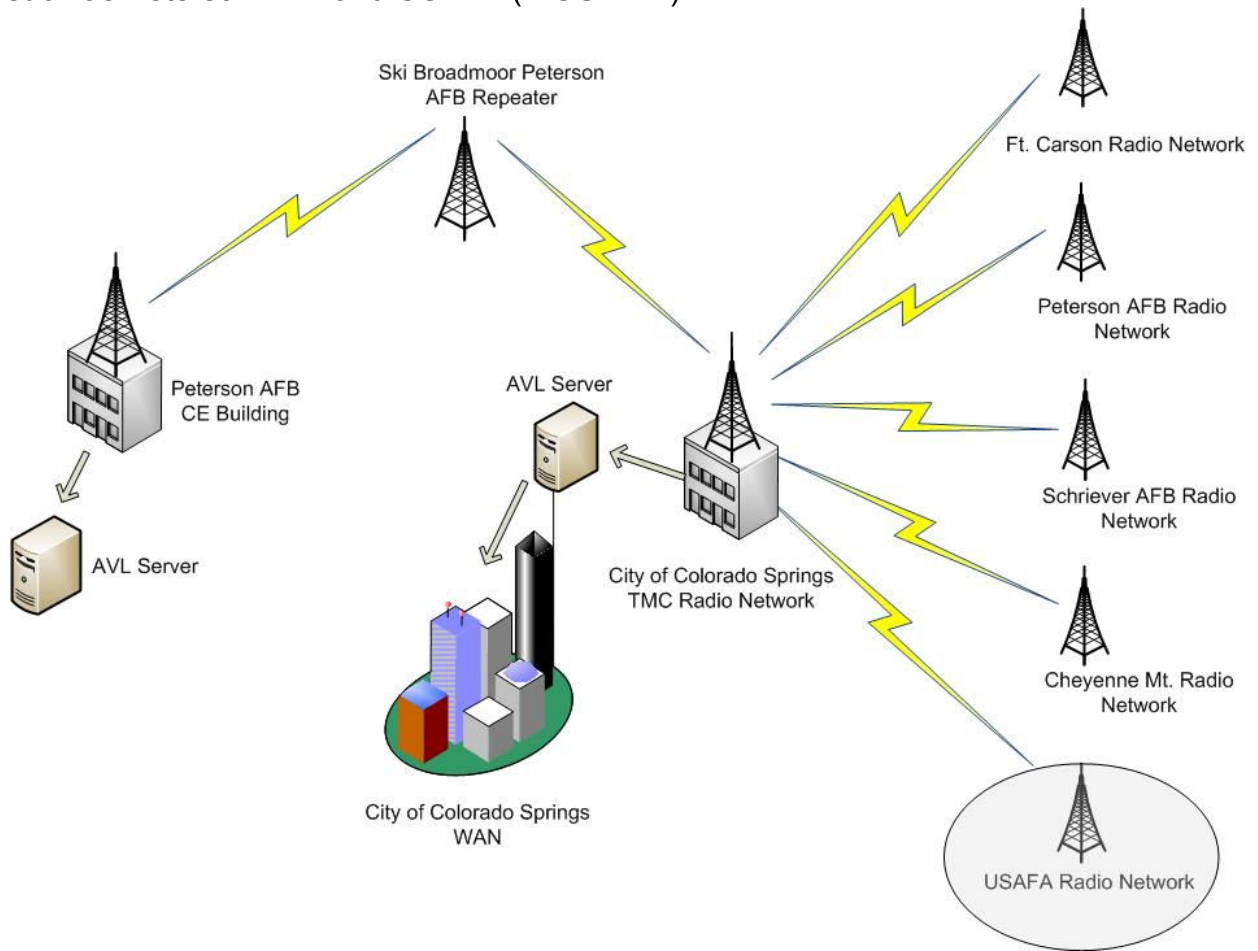 Ski Broadmoor Peterson
AFB Repeater
Ft. Carson Radio Network
Peterson AFB Radio
Network
Peterson AFB
CE Building
AVL Server
Schriever AFB Radio
Network
AVL Server
City of Colorado Springs
TMC Radio Network
Cheyenne Mt. Radio
Network
City of Colorado Springs
WAN
USAFA Radio Network